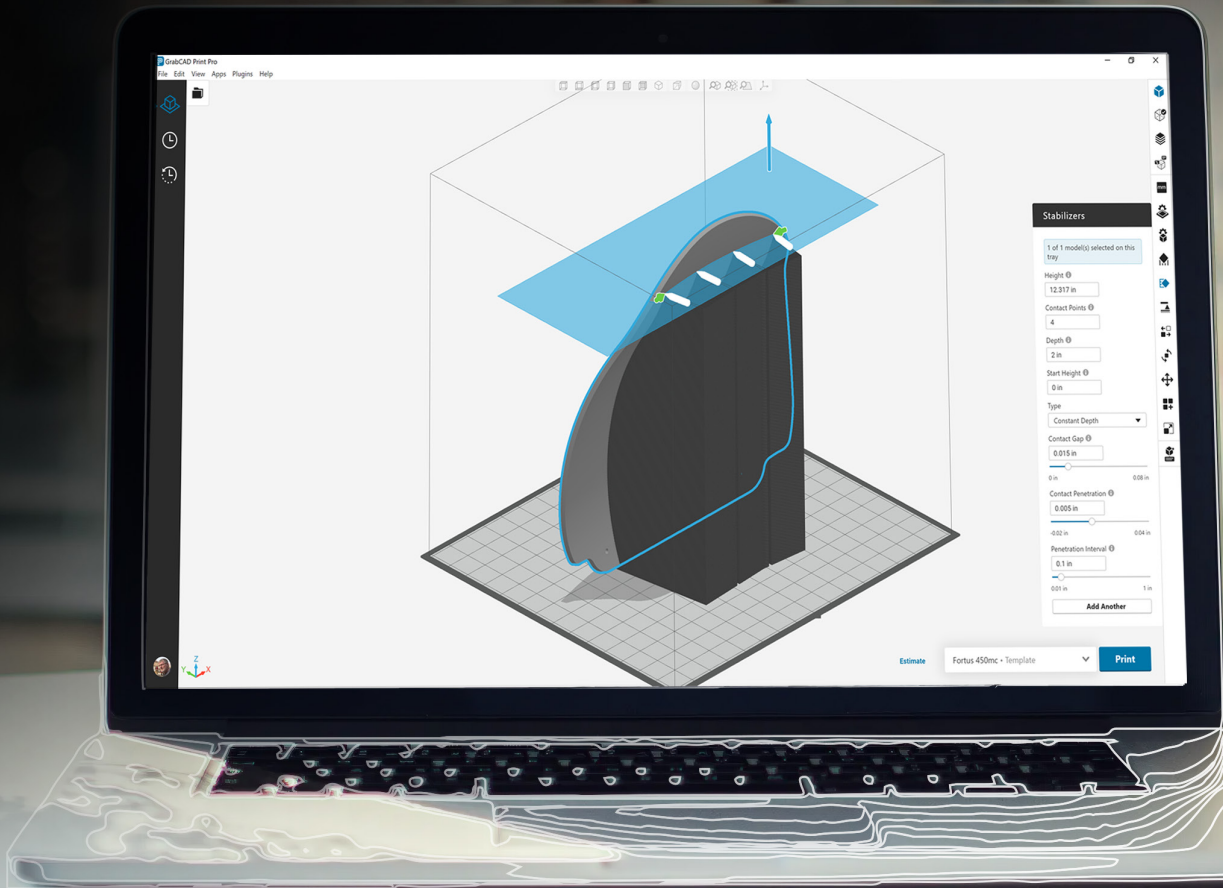 GrabCAD Print Pro
File Edit View Apps Plugins Help
Stabilizers
1 of 1 model(s) selected on this
tray
Height
12.317 in
Contact Points
4
Depth
2 in
Start Height
0 in
Type
Constant Depth
Contact Gap
0.015 in
0 in 0.08 in
Contact Penetration
0.005 in
-0.02 in 0.04 in
Penetration Interval
0.1 in
0.01 in 1 in
Add Another
Z
Y X
Estimate
Fortus 450mc • Template
Print